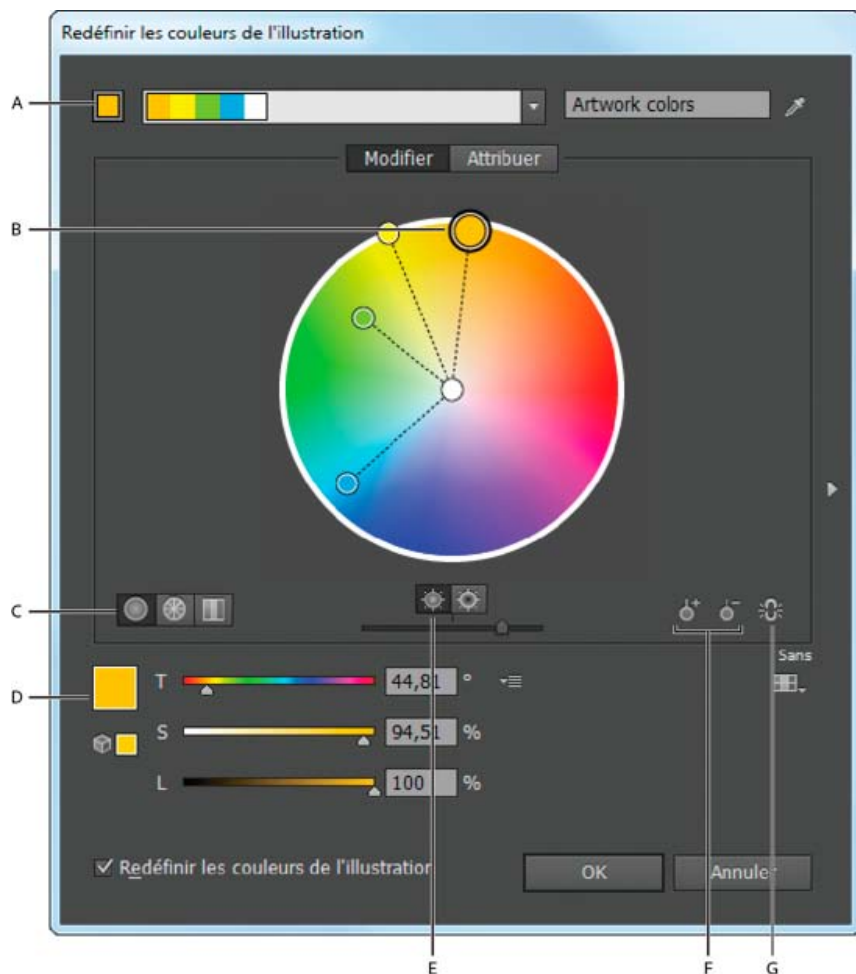 Redéfinir les couleurs de l'illustration
A
Artwork colors
Modifier Attribuer
B
C
Sans
D
T 44,81 °
S 94,51 %
L 100 %
Redéfinir les couleurs de l'illustration
OK Annuler
E F G